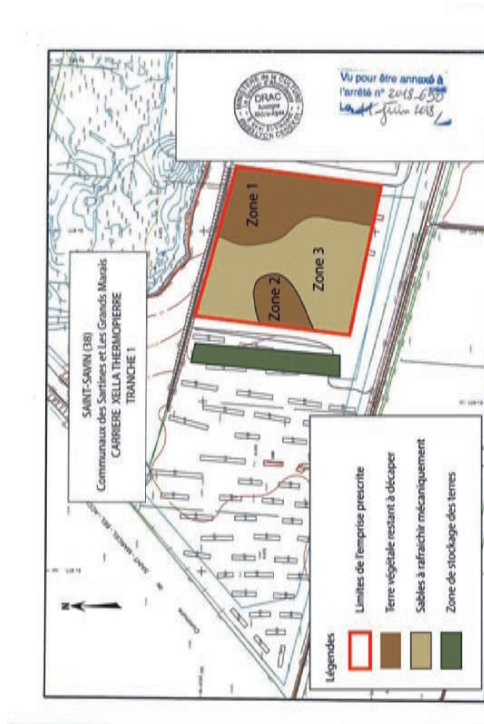 Vu pour être annexé à
l'arrêté n° 2018-650
DRAC
SAINT-SAVIN (38)
Communaux des Sartines et Les Grands Marais
CARRIERE XELLA THERMOPIERRE
TRANCHE 1
Zone 1
Zone 2
Zone 3
N
Légendes
Limites de l'emprise prescrite
Terre végétale restant à décaper
Sables à rafraichir mécaniquement
Zone de stockage des terres